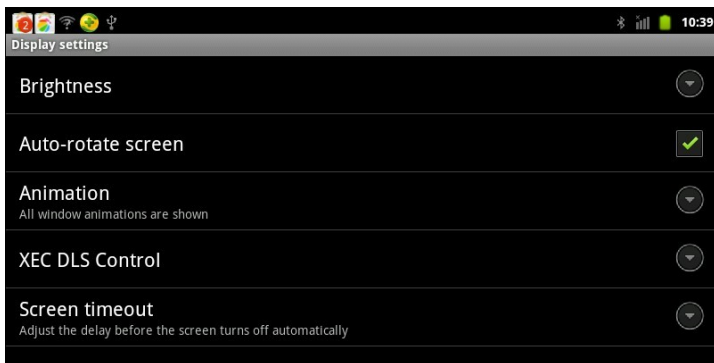 2
10:39
Display settings
Brightness
Auto-rotate screen
Animation
All window animations are shown
XEC DLS Control
Screen timeout
Adjust the delay before the screen turns off automatically